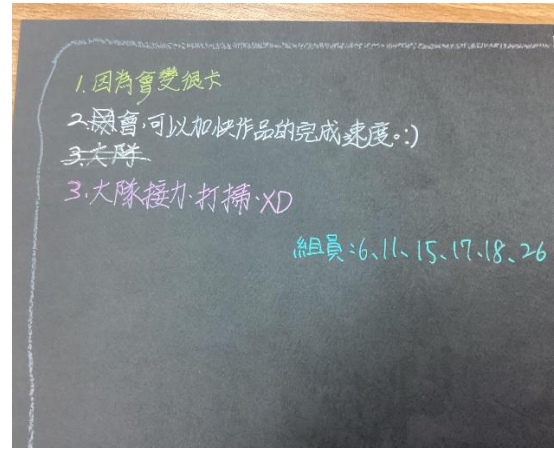 1.因為會變很卡
2.會,可以加快作品的完成速度。:)
3.大隊
3.大隊接力、打掃、XD
組員:6、11、15、17、18、26